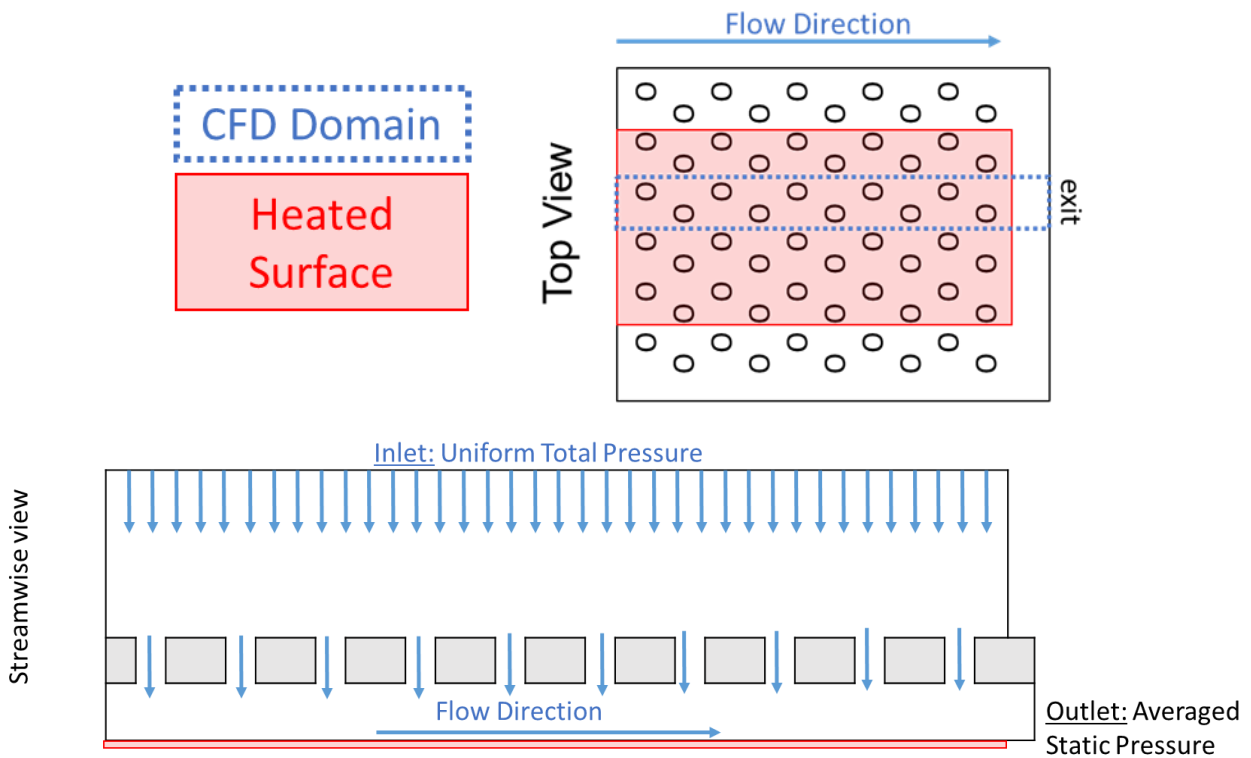 Flow Direction
CFD Domain
Heated
Surface
Top View
exit
Inlet: Uniform Total Pressure
Streamwise view
Flow Direction
Outlet: Averaged
Static Pressure